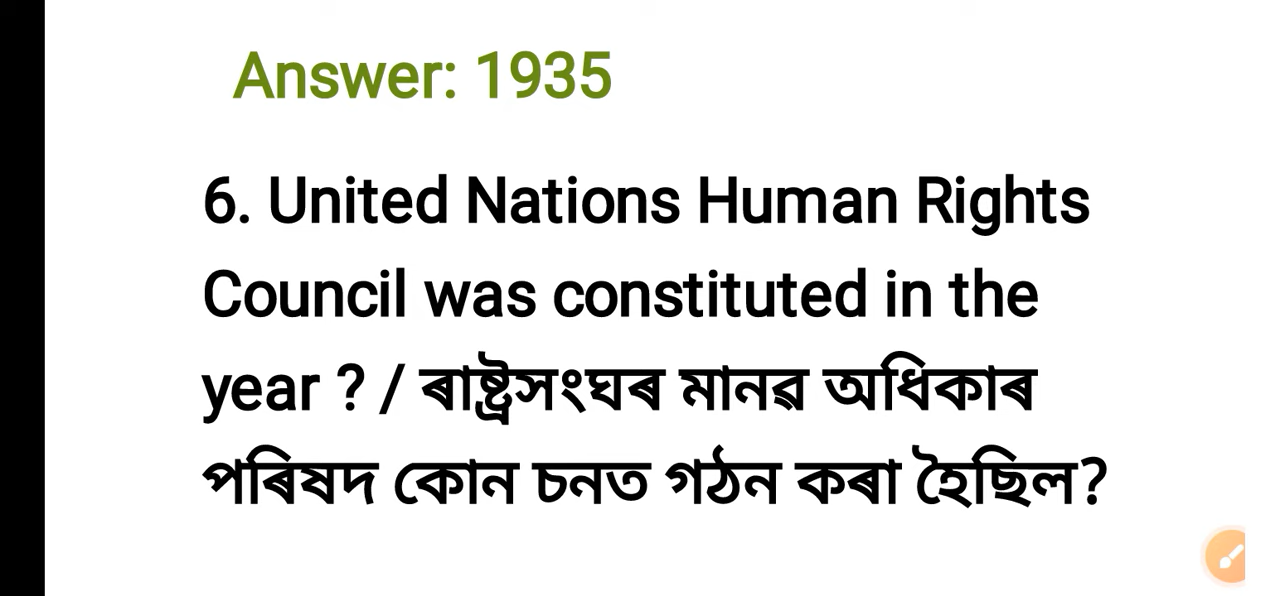 Answer: 1935
6. United Nations Human Rights
Council was constituted in the
year ? / ৰাষ্ট্ৰসংঘৰ মানৱ অধিকাৰ
পৰিষদ কোন চনত গঠন কৰা হৈছিল?